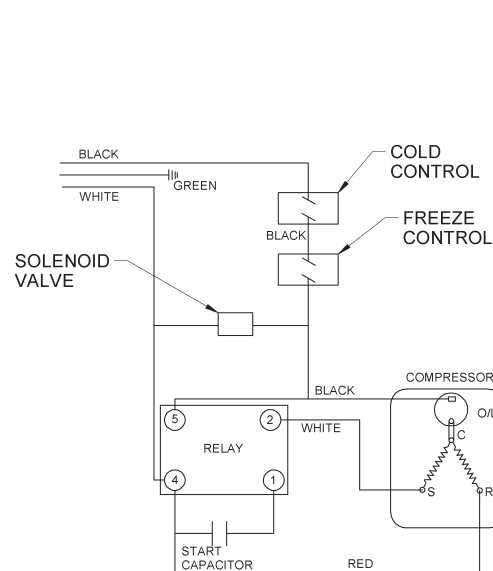 BLACK
GREEN
WHITE
COLD
CONTROL
BLACK
FREEZE
CONTROL
SOLENOID
VALVE
COMPRESSOR
BLACK
O/L
5
2
WHITE
C
RELAY
4
1
S
R
START
CAPACITOR
RED